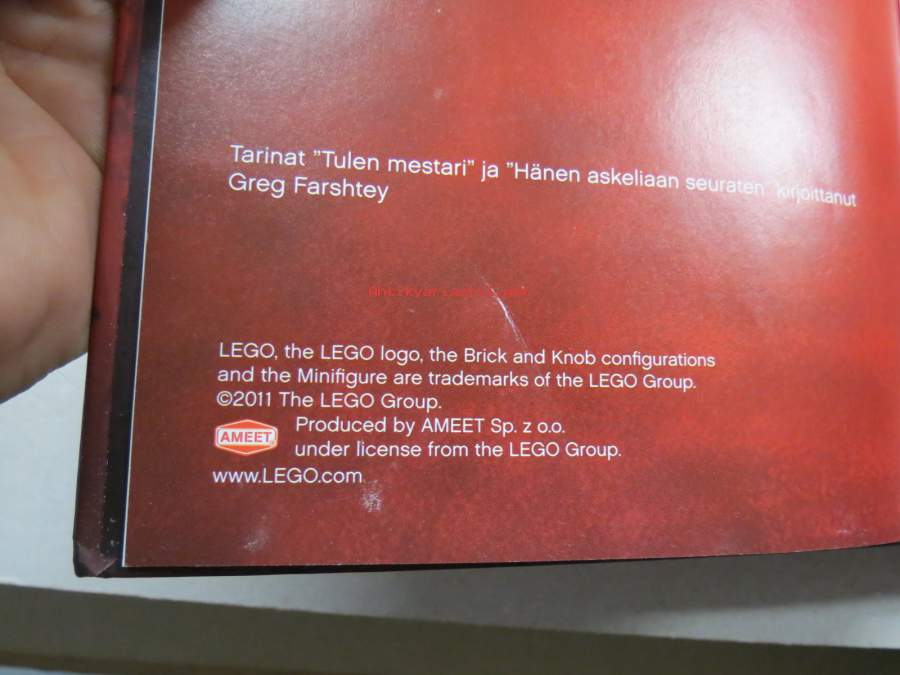 Tarinat ”Tulen mestari” ja ”Hänen askeliaan seuraten” kirjoittanut
Greg Farshtey
LEGO, the LEGO logo, the Brick and Knob configurations
and the Minifigure are trademarks of the LEGO Group.
©2011 The LEGO Group.
AMEET
Produced by AMEET Sp. z o.o.
under license from the LEGO Group.
www.LEGO.com